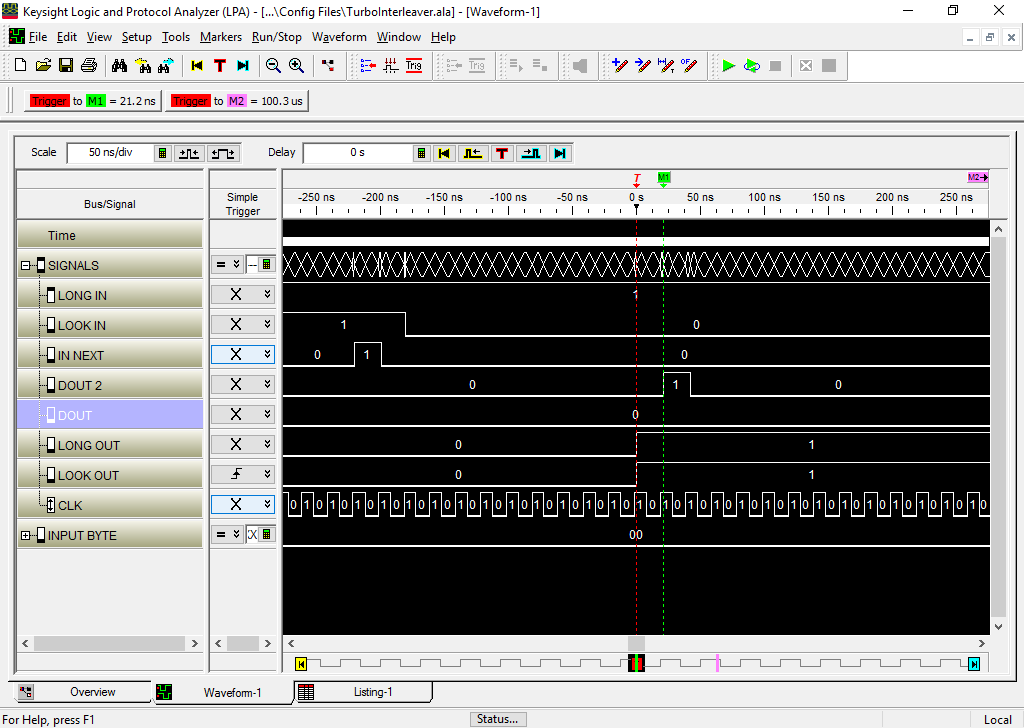 Keysight Logic and Protocol Analyzer (LPA) - [...\Config Files\TurboInterleaver.ala] - [Waveform-1]
File Edit View Setup Tools Markers Run/Stop Waveform Window Help
T Trig Trig
Trigger to M1 = 21.2 ns Trigger to M2 = 100.3 us
Scale 50 ns/div Delay 0 s T
T M1 M2
Bus/Signal Simple Trigger -250 ns -200 ns -150 ns -100 ns -50 ns 0 s 50 ns 100 ns 150 ns 200 ns 250 ns
Time
SIGNALS =
LONG IN X 1
LOOK IN X 1 0
IN NEXT X 0 1 0
DOUT 2 X 0 1 0
DOUT X 0
LONG OUT X 0 1
LOOK OUT 0 1
CLK X 0 1 0 1 0 1 0 1 0 1 0 1 0 1 0 1 0 1 0 1 0 1 0 1 0 1 0 1 0 1 0 1 0 1 0 1 0 1 0 1 0 1 0 1 0 1 0 1 0 1 0 1 0 1 0
INPUT BYTE = X 00
Overview Waveform-1 Listing-1
For Help, press F1 Status... Local